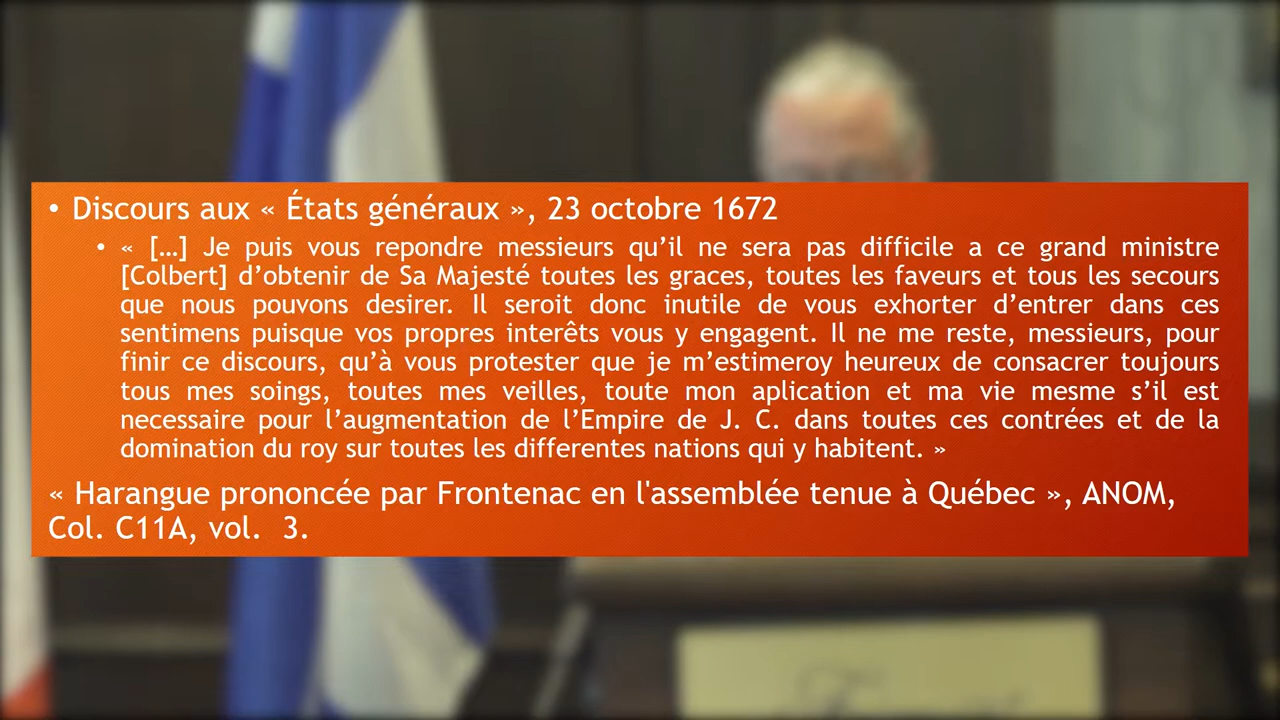 • Discours aux « États généraux », 23 octobre 1672
• « […] Je puis vous repondre messieurs qu’il ne sera pas difficile a ce grand ministre
[Colbert] d’obtenir de Sa Majesté toutes les graces, toutes les faveurs et tous les secours
que nous pouvons desirer. Il seroit donc inutile de vous exhorter d’entrer dans ces
sentimens puisque vos propres interêts vous y engagent. Il ne me reste, messieurs, pour
finir ce discours, qu’à vous protester que je m’estimeroy heureux de consacrer toujours
tous mes soings, toutes mes veilles, toute mon aplication et ma vie mesme s’il est
necessaire pour l’augmentation de l’Empire de J. C. dans toutes ces contrées et de la
domination du roy sur toutes les differentes nations qui y habitent. »
« Harangue prononcée par Frontenac en l'assemblée tenue à Québec », ANOM,
Col. C11A, vol.  3.